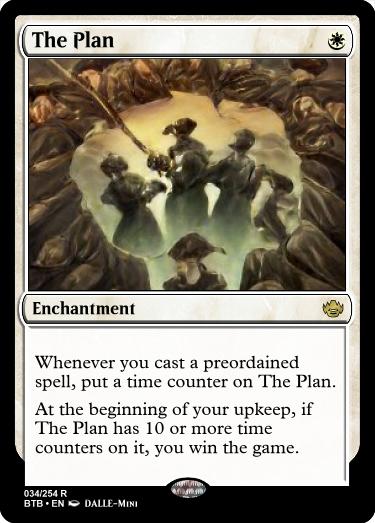 The Plan
Enchantment
Whenever you cast a preordained
spell, put a time counter on The Plan.
At the beginning of your upkeep, if
The Plan has 10 or more time
counters on it, you win the game.
034/254 R
BTB • EN DALLE-Mini